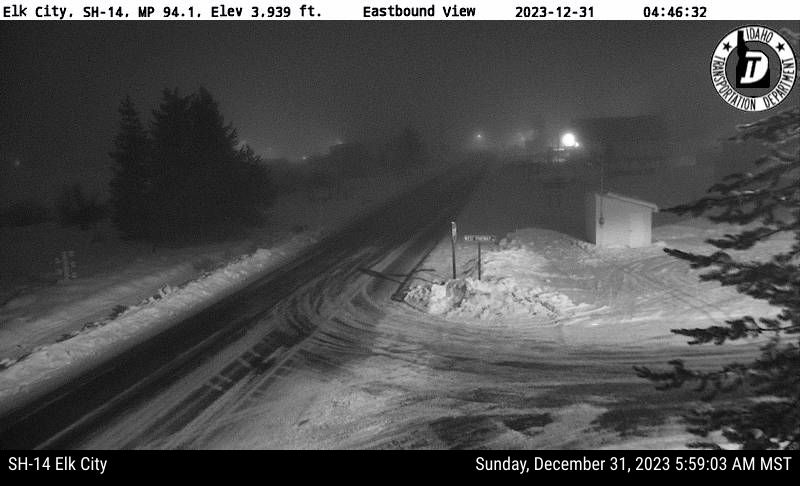 Elk City, SH-14, MP 94.1, Elev 3,939 ft. Eastbound View 2023-12-31 04:46:32
IDAHO
TRANSPORTATION DEPARTMENT
SH-14 Elk City Sunday, December 31, 2023 5:59:03 AM MST